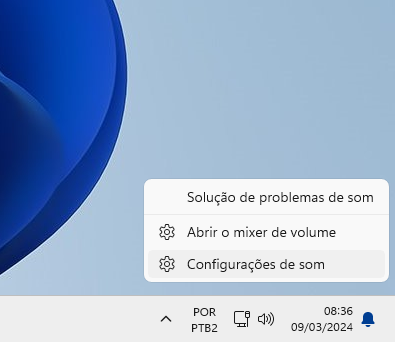 Solução de problemas de som
Abrir o mixer de volume
Configurações de som
POR
PTB2
08:36
09/03/2024